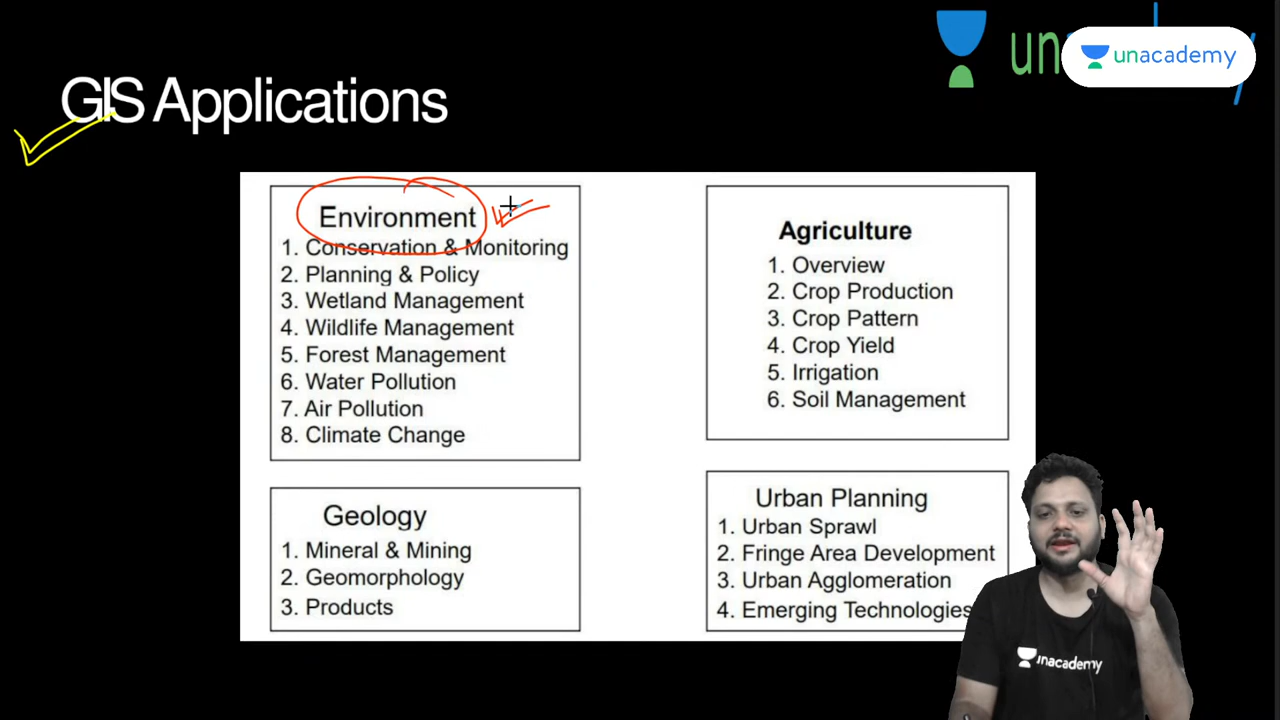 GIS Applications
un
y
unacademy
Environment
1. Conservation & Monitoring
2. Planning & Policy
3. Wetland Management
4. Wildlife Management
5. Forest Management
6. Water Pollution
7. Air Pollution
8. Climate Change
Agriculture
1. Overview
2. Crop Production
3. Crop Pattern
4. Crop Yield
5. Irrigation
6. Soil Management
Geology
1. Mineral & Mining
2. Geomorphology
3. Products
Urban Planning
1. Urban Sprawl
2. Fringe Area Development
3. Urban Agglomeration
4. Emerging Technologies
unacademy